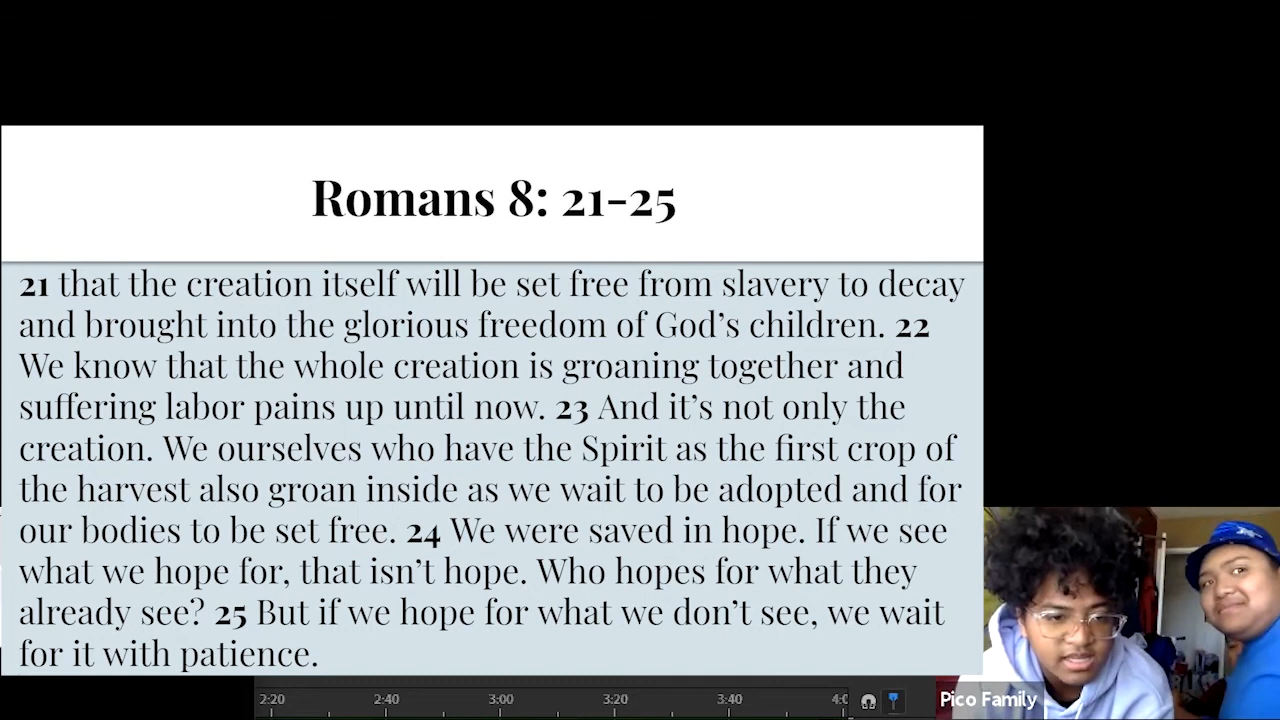 Romans 8: 21-25
21 that the creation itself will be set free from slavery to decay
and brought into the glorious freedom of God's children. 22
We know that the whole creation is groaning together and
suffering labor pains up until now. 23 And it's not only the
creation. We ourselves who have the Spirit as the first crop of
the harvest also groan inside as we wait to be adopted and for
our bodies to be set free. 24 We were saved in hope. If we see
what we hope for, that isn't hope. Who hopes for what they
already see? 25 But if we hope for what we don't see, we wait
for it with patience.
2:20 2:40 3:00 3:20 3:40
Pico Family